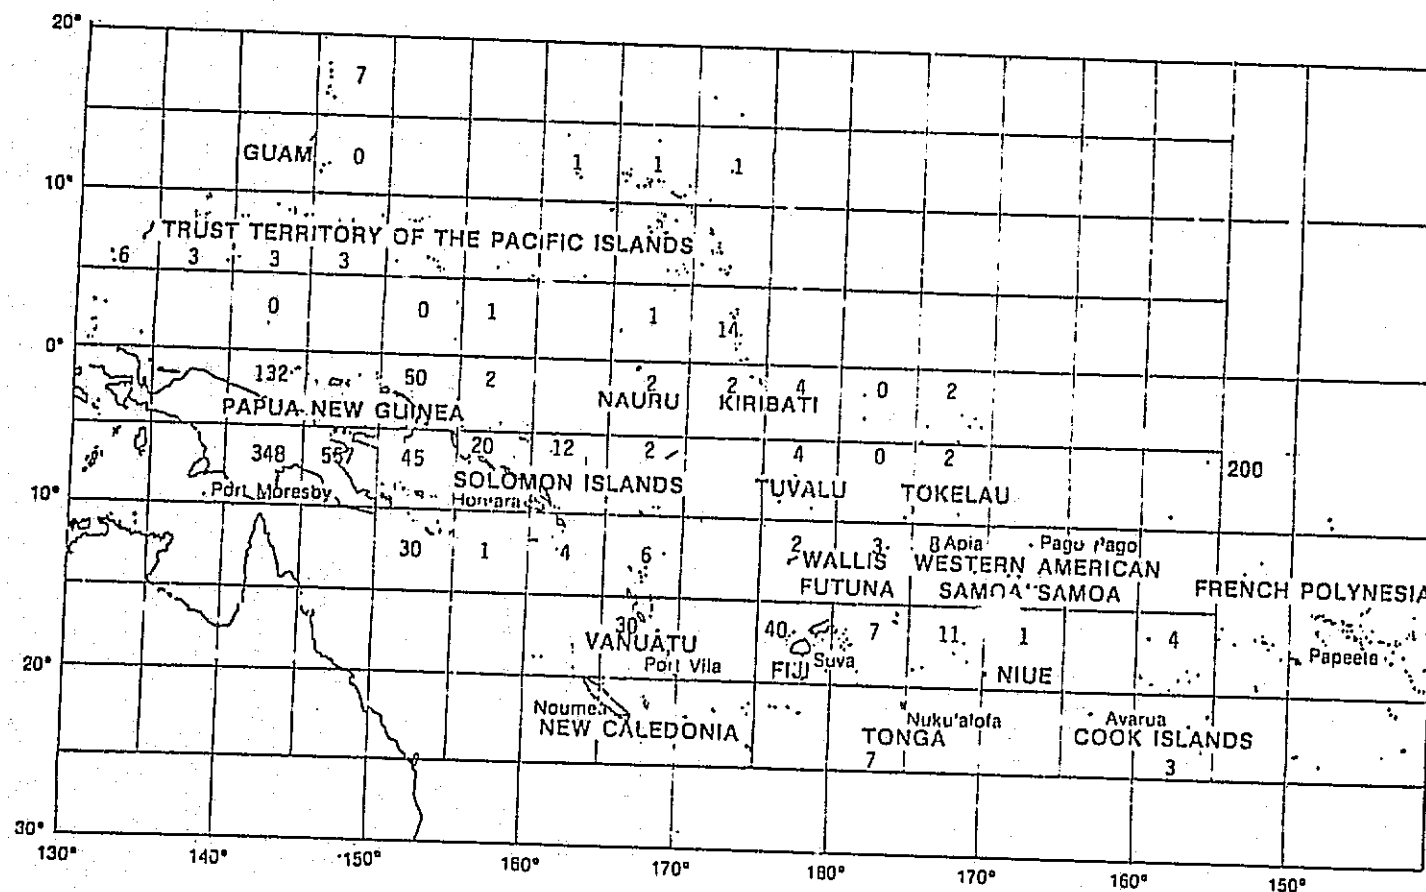 20°
7
GUAM 0 1 1 1
10°
TRUST TERRITORY OF THE PACIFIC ISLANDS
6 3 3 3
0 0 1 1 14
0°
132 50 2 2 2 4 0 2
PAPUA NEW GUINEA NAURU KIRIBATI
348 557 45 20 12 2 4 0 2 200
Port Moresby SOLOMON ISLANDS TUVALU TOKELAU
10° Honiara
30 1 4 6 2 3 8 Apia Pago Pago
WALLIS WESTERN AMERICAN
FUTUNA SAMOA SAMOA FRENCH POLYNESIA
30 40 7 11 1 4
VANUATU Suva Papeete
20° Port Vila FIJI NIUE
Noumea Nuku'alofa Avarua
NEW CALEDONIA TONGA COOK ISLANDS
7 3
30°
130° 140° 150° 160° 170° 180° 170° 160° 150°